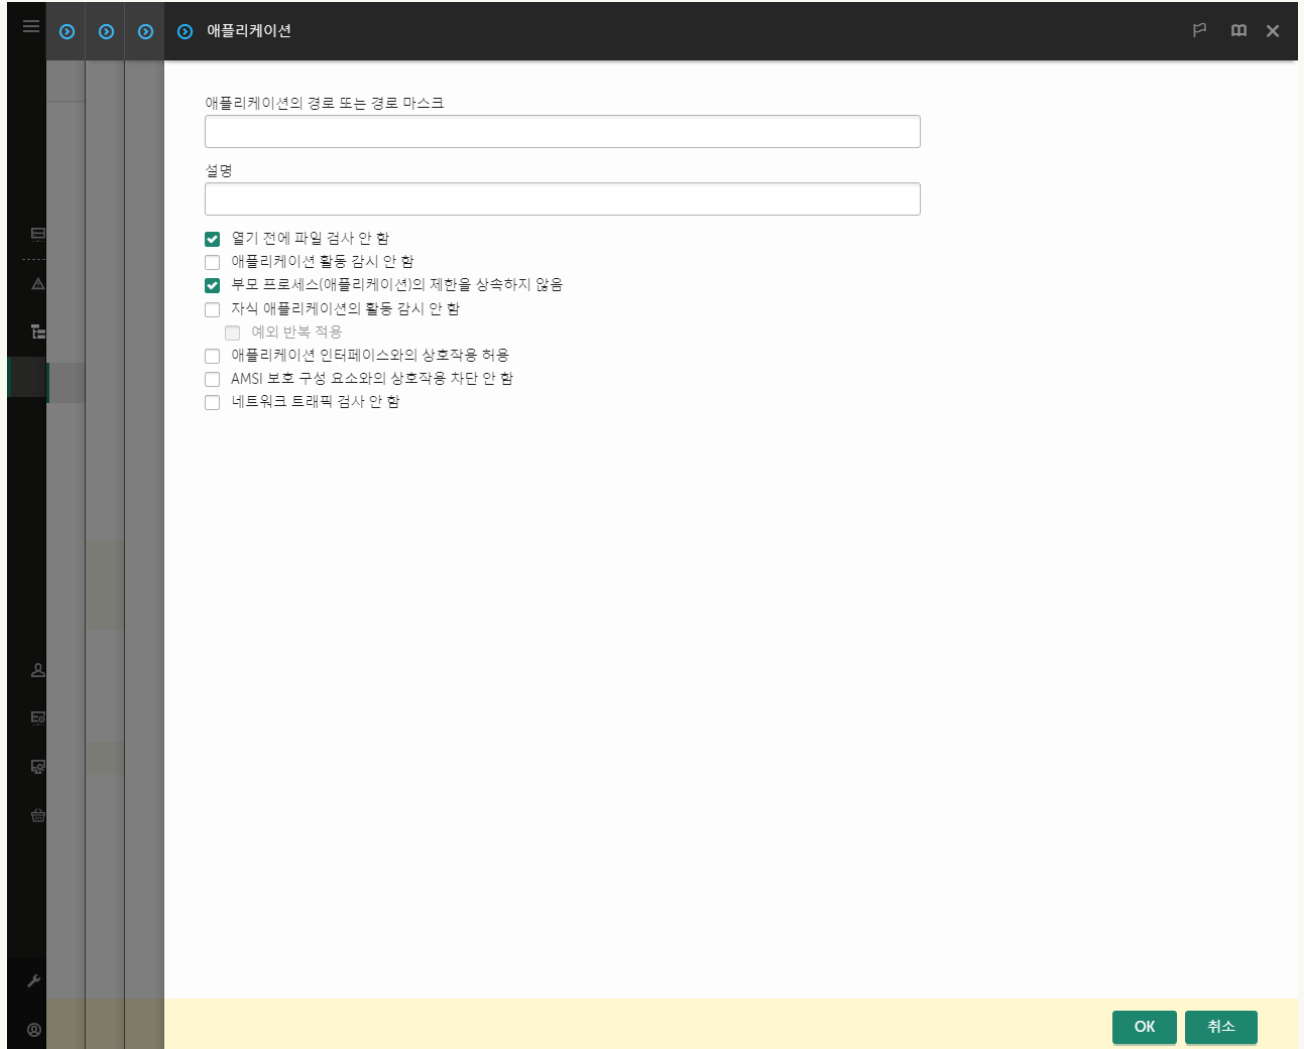 애플리케이션
애플리케이션의 경로 또는 경로 마스크
설명
열기 전에 파일 검사 안 함
애플리케이션 활동 감시 안 함
부모 프로세스(애플리케이션)의 제한을 상속하지 않음
자식 애플리케이션의 활동 감시 안 함
예외 반복 적용
애플리케이션 인터페이스와의 상호작용 허용
AMSI 보호 구성 요소와의 상호작용 차단 안 함
네트워크 트래픽 검사 안 함
OK 취소